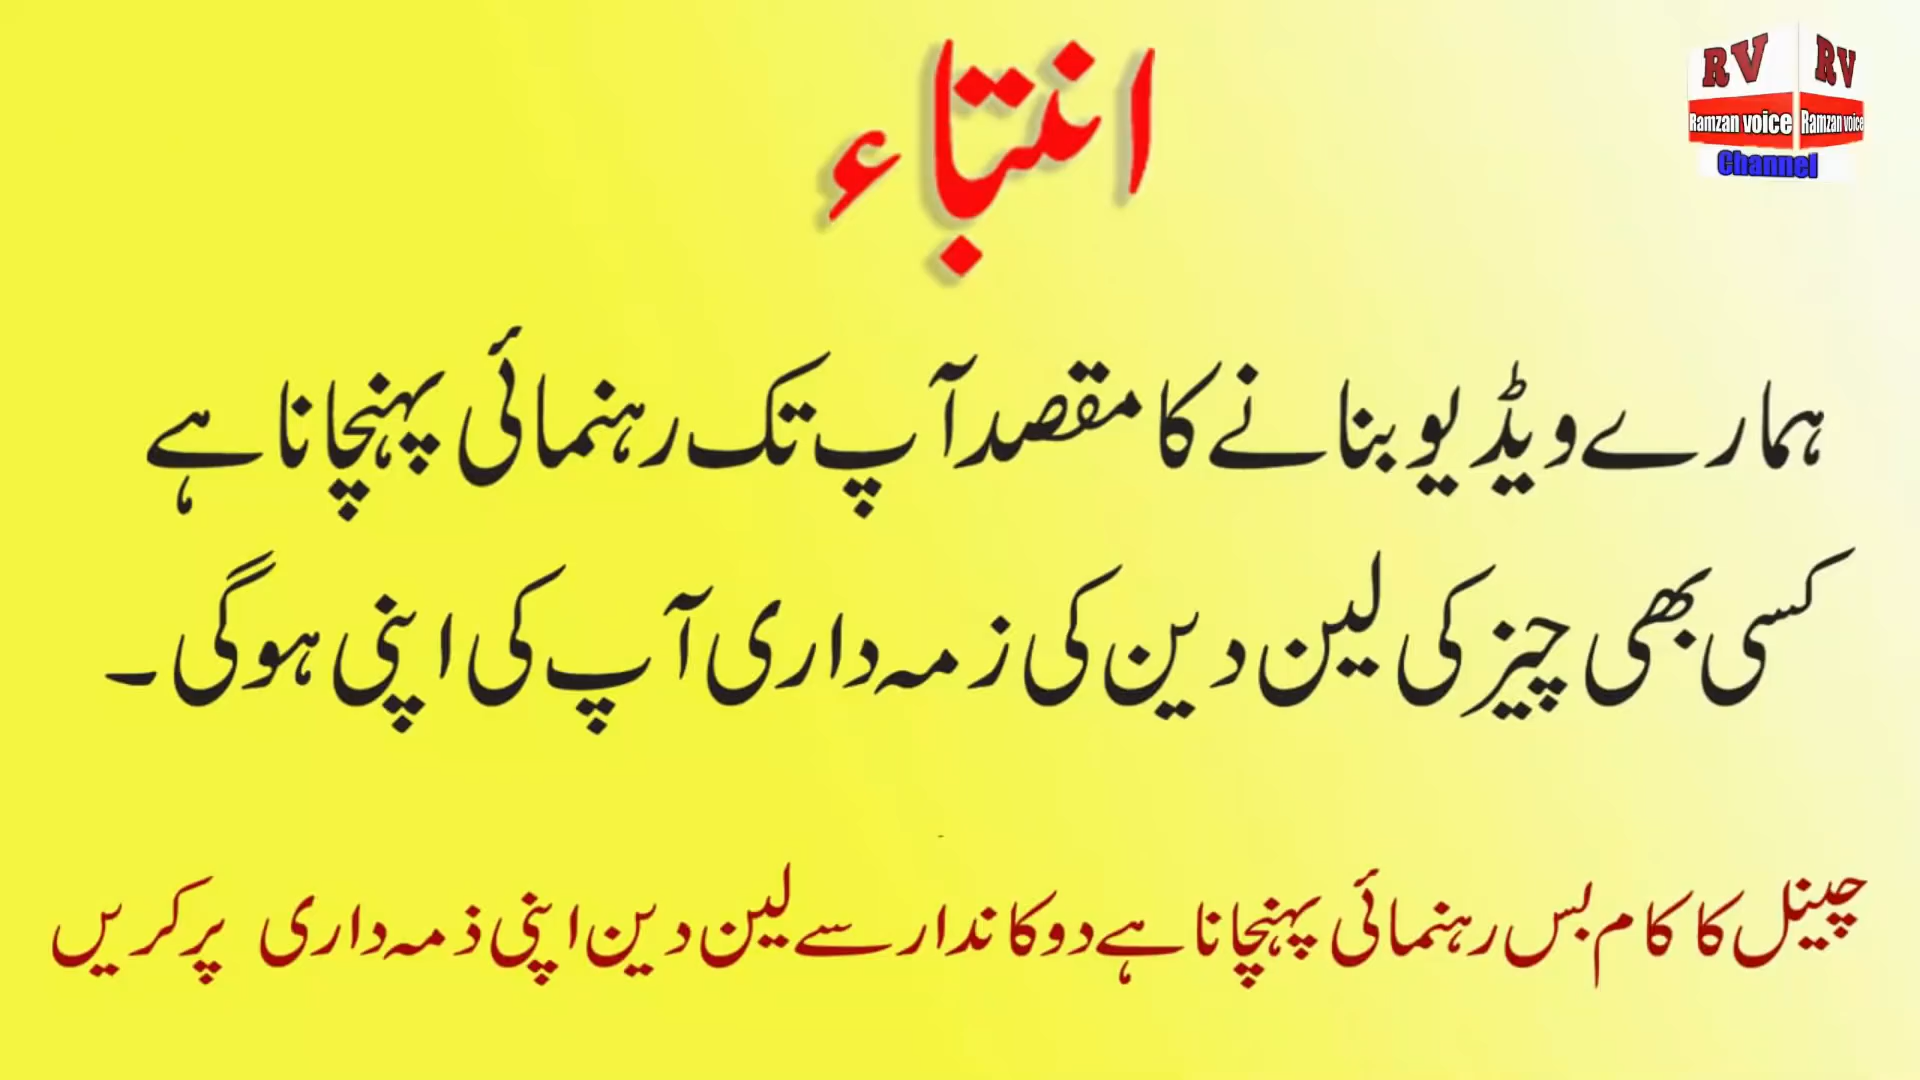 RV RV
Ramzan voice Ramzan voice
Channel
انتباء
ہمارے ویڈیو بنانے کا مقصد آپ تک رہنمائی پہنچانا ہے
کسی بھی چیز کی لین دین کی زمہ داری آپ کی اپنی ہوگی۔
چینل کا کام بس رہنمائی پہنچانا ہے دوکاندار سے لین دین اپنی ذمہ داری پر کریں